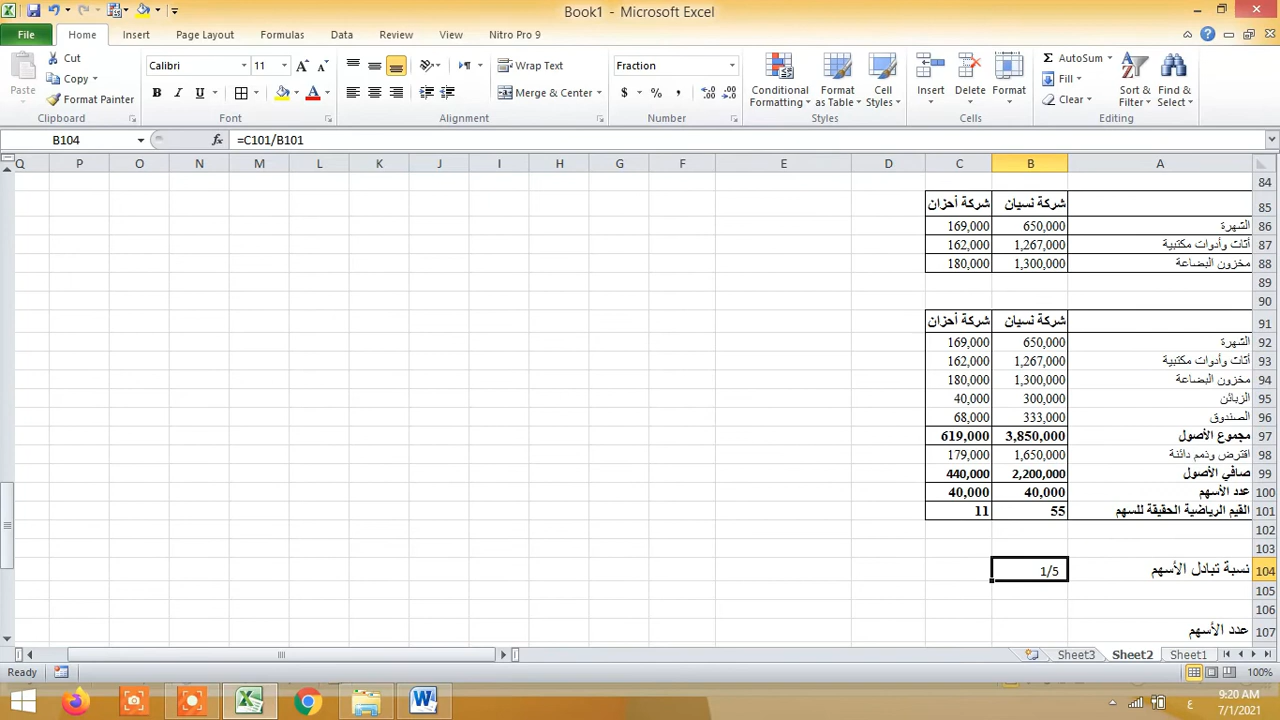 Book1 - Microsoft Excel
File Home Insert Page Layout Formulas Data Review View Nitro Pro 9
Paste
Cut
Copy
Format Painter
Calibri 11
B I U
Wrap Text
Merge & Center
Fraction
$ % ,
Conditional Formatting
Format as Table
Cell Styles
Insert
Delete
Format
AutoSum
Fill
Clear
Sort & Filter
Find & Select
Clipboard Font Alignment Number Styles Cells Editing
B104 fx =C101/B101
Q P O N M L K J I H G F E D C B A
84
85 شركة نسيان شركة أحزان
86 الشهرة 650,000 169,000
87 أثاث وأدوات مكتبية 1,267,000 162,000
88 مخزون البضاعة 1,300,000 180,000
89
90
91 شركة نسيان شركة أحزان
92 الشهرة 650,000 169,000
93 أثاث وأدوات مكتبية 1,267,000 162,000
94 مخزون البضاعة 1,300,000 180,000
95 الزبائن 300,000 40,000
96 الصندوق 333,000 68,000
97 مجموع الأصول 3,850,000 619,000
98 اقترض وذمم دائنة 1,650,000 179,000
99 صافي الأصول 2,200,000 440,000
100 عدد الأسهم 40,000 40,000
101 القيم الرياضية الحقيقة للسهم 55 11
102
103
104 نسبة تبادل الأسهم 1/5
105
106
107 عدد الأسهم
Sheet3 Sheet2 Sheet1
Ready 100%
ع 9:20 AM
7/1/2021